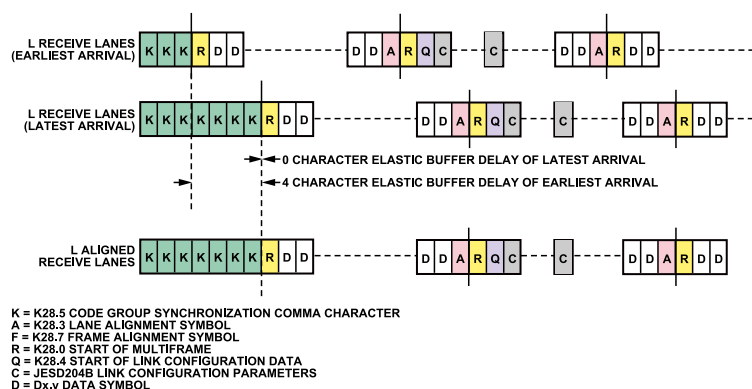 L RECEIVE LANES
(EARLIEST ARRIVAL)
K K K R D D
D D A R Q C
C
D D A R D D
L RECEIVE LANES
(LATEST ARRIVAL)
K K K K K K K R D D
D D A R Q C
C
D D A R D D
0 CHARACTER ELASTIC BUFFER DELAY OF LATEST ARRIVAL
4 CHARACTER ELASTIC BUFFER DELAY OF EARLIEST ARRIVAL
L ALIGNED
RECEIVE LANES
K K K K K K K R D D
D D A R Q C
C
D D A R D D
K = K28.5 CODE GROUP SYNCHRONIZATION COMMA CHARACTER
A = K28.3 LANE ALIGNMENT SYMBOL
F = K28.7 FRAME ALIGNMENT SYMBOL
R = K28.0 START OF MULTIFRAME
Q = K28.4 START OF LINK CONFIGURATION DATA
C = JESD204B LINK CONFIGURATION PARAMETERS
D = Dx.y DATA SYMBOL